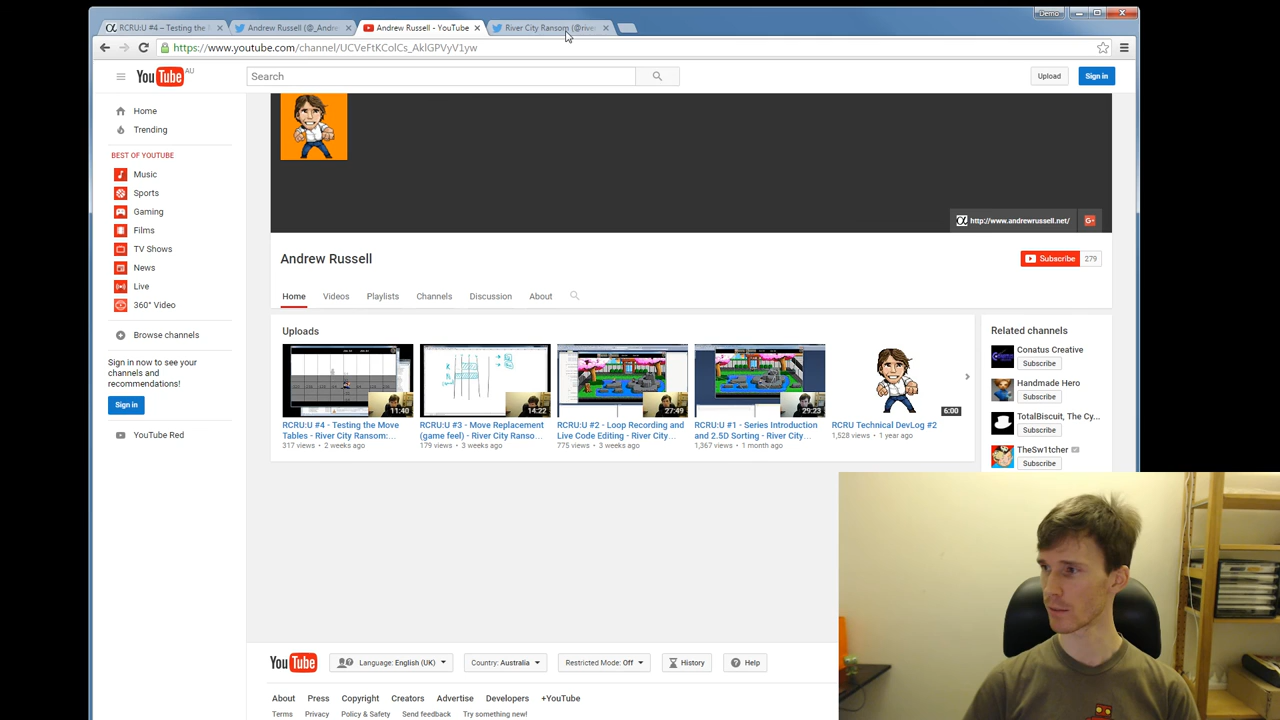 Demo
RCRU:U #4 – Testing the
Andrew Russell (@_Andre
Andrew Russell - YouTube
River City Ransom (@rive
https://www.youtube.com/channel/UCVeFtKColCs_AklGPVyV1yw
YouTube AU
Search
Upload
Sign in
Home
Trending
BEST OF YOUTUBE
Music
Sports
Gaming
Films
TV Shows
News
Live
360° Video
Browse channels
Sign in now to see your
channels and
recommendations!
Sign in
YouTube Red
http://www.andrewrussell.net/
Andrew Russell
Subscribe 279
Home Videos Playlists Channels Discussion About
Uploads
11:40
RCRU:U #4 - Testing the Move
Tables - River City Ransom:...
317 views • 2 weeks ago
14:22
RCRU:U #3 - Move Replacement
(game feel) - River City Ranso...
179 views • 3 weeks ago
27:49
RCRU:U #2 - Loop Recording and
Live Code Editing - River City...
775 views • 3 weeks ago
29:23
RCRU:U #1 - Series Introduction
and 2.5D Sorting - River City...
1,367 views • 1 month ago
6:00
RCRU Technical DevLog #2
1,528 views • 1 year ago
Related channels
Conatus Creative
Subscribe
Handmade Hero
Subscribe
TotalBiscuit, The Cy...
Subscribe
TheSw1tcher
Subscribe
YouTube
Language: English (UK)
Country: Australia
Restricted Mode: Off
History
Help
About Press Copyright Creators Advertise Developers +YouTube
Terms Privacy Policy & Safety Send feedback Try something new!